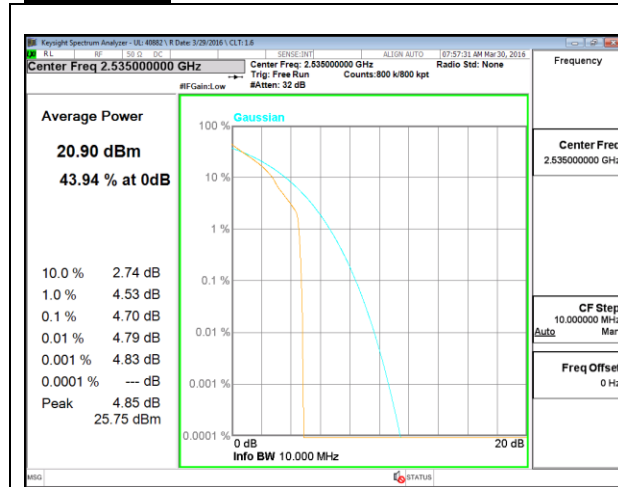 Keysight Spectrum Analyzer - UL: 40882 \ R Date: 3/29/2016 \ CLT: 1.6
RL RF 50 Ω DC SENSE:INT ALIGN AUTO 07:57:31 AM Mar 30, 2016
Center Freq 2.535000000 GHz
Center Freq: 2.535000000 GHz Radio Std: None
Trig: Free Run Counts:800 k/800 kpt
#IFGain:Low #Atten: 32 dB
Frequency
Average Power
20.90 dBm
43.94 % at 0dB
10.0 % 2.74 dB
1.0 % 4.53 dB
0.1 % 4.70 dB
0.01 % 4.79 dB
0.001 % 4.83 dB
0.0001 % --- dB
Peak 4.85 dB
25.75 dBm
Gaussian
100 %
10 %
1 %
0.1 %
0.01 %
0.001 %
0.0001 %
0 dB 20 dB
Info BW 10.000 MHz
Center Freq
2.535000000 GHz
CF Step
10.000000 MHz
Auto Man
Freq Offset
0 Hz
MSG STATUS